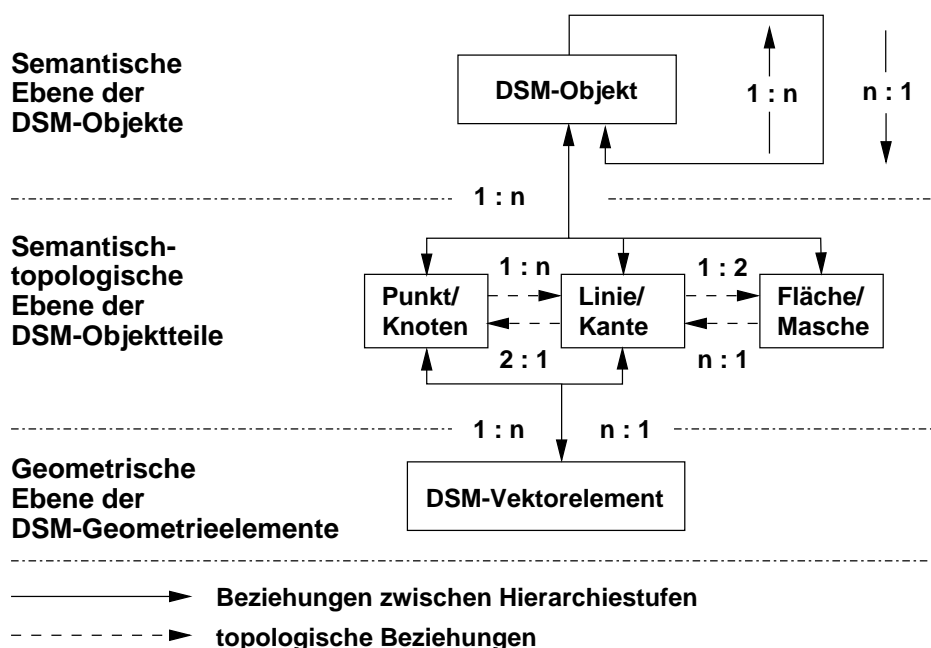 Semantische
Ebene der
DSM-Objekte
DSM-Objekt
1 : n
n : 1
1 : n
Semantisch-
topologische
Ebene der
DSM-Objektteile
Punkt/
Knoten
1 : n
2 : 1
Linie/
Kante
1 : 2
n : 1
Fläche/
Masche
1 : n
n : 1
Geometrische
Ebene der
DSM-Geometrieelemente
DSM-Vektorelement
Beziehungen zwischen Hierarchiestufen
topologische Beziehungen